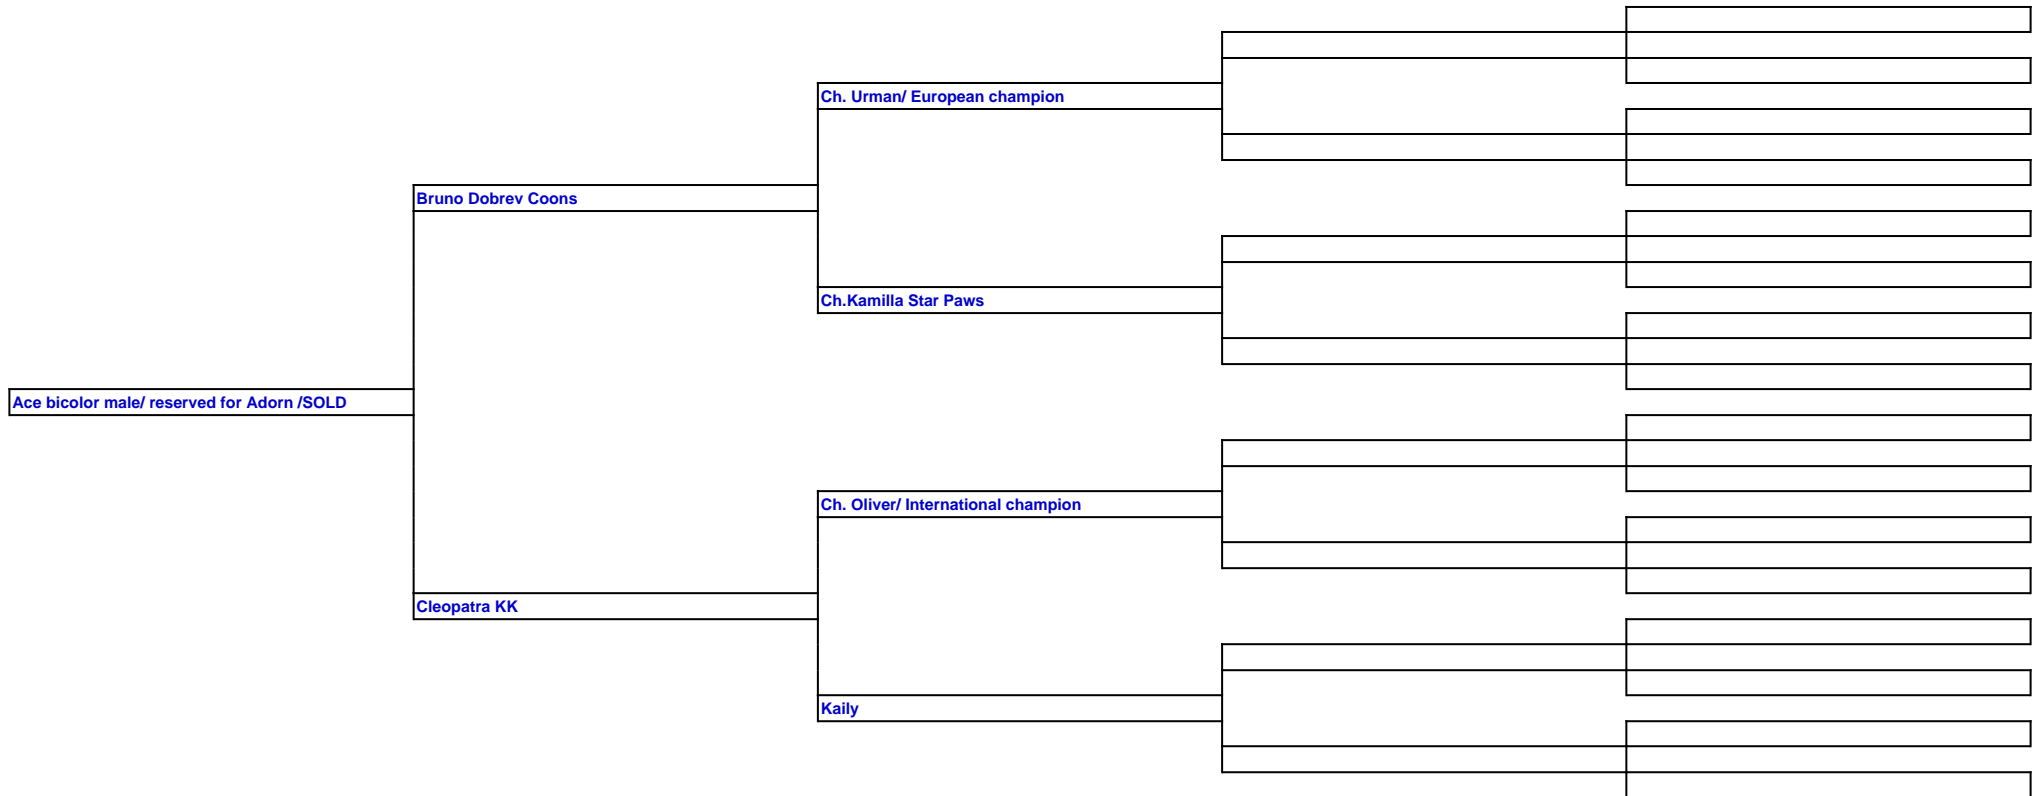 Ch. Urman/ European champion
Bruno Dobrev Coons
Ch.Kamilla Star Paws
Ace bicolor male/ reserved for Adorn /SOLD
Ch. Oliver/ International champion
Cleopatra KK
Kaily